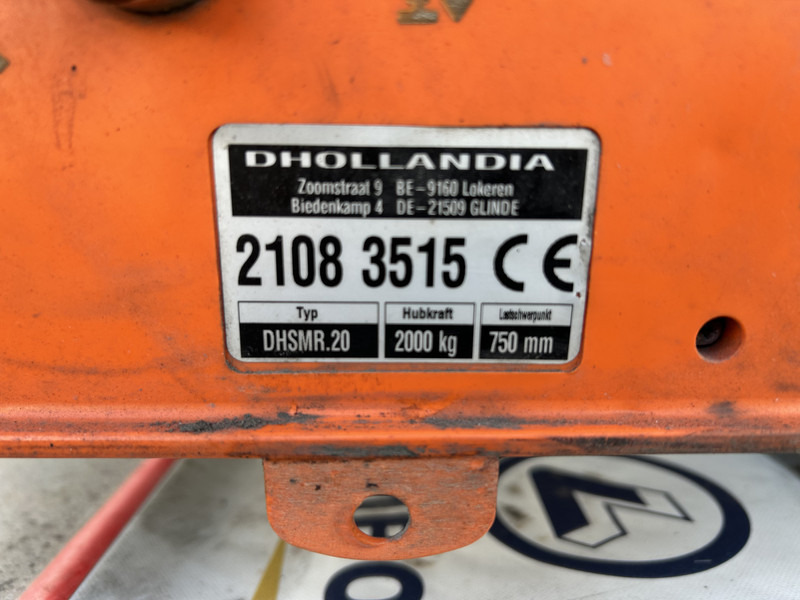 DHOLLANDIA
Zoomstraat 9 BE-9160 Lokeren
Biedenkamp 4 DE-21509 GLINDE
2108 3515 CE
Typ Hubkraft Lastschwerpunkt
DHSMR.20 2000 kg 750 mm